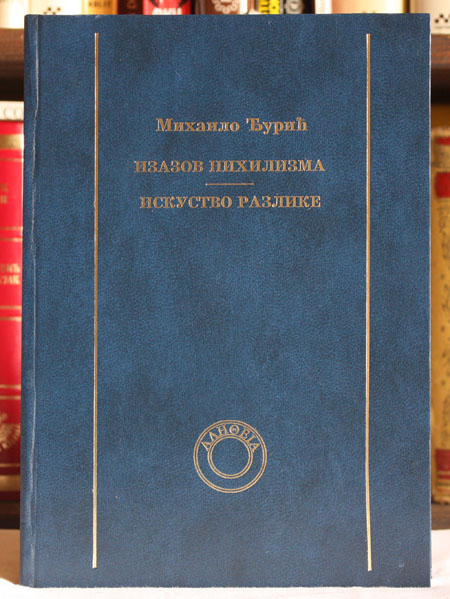 Михаило Ђурић
ИЗАЗОВ НИХИЛИЗМА
ИСКУСТВО РАЗЛИКЕ
ΑΛΗΘΕΙΑ